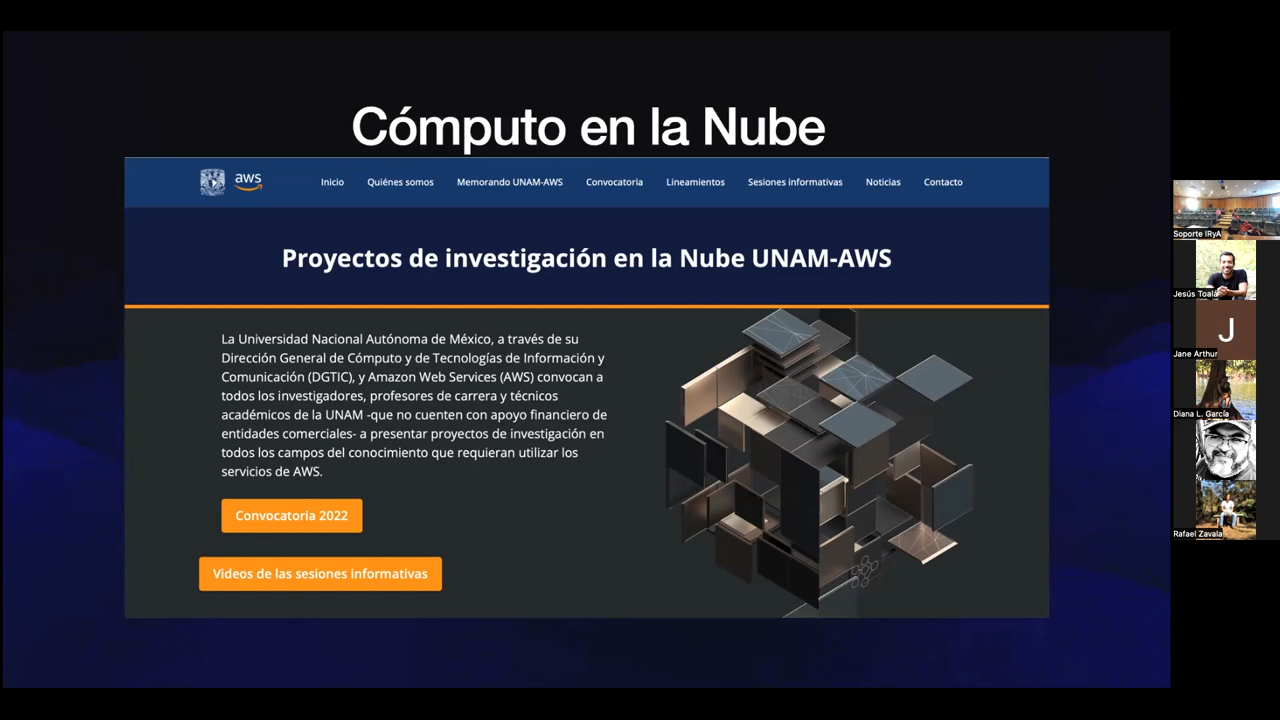 Cómputo en la Nube
aws
Inicio
Quiénes somos
Memorando UNAM-AWS
Convocatoria
Lineamientos
Sesiones informativas
Noticias
Contacto
Proyectos de investigación en la Nube UNAM-AWS
La Universidad Nacional Autónoma de México, a través de su
Dirección General de Cómputo y de Tecnologías de Información y
Comunicación (DGTIC), y Amazon Web Services (AWS) convocan a
todos los investigadores, profesores de carrera y técnicos
académicos de la UNAM -que no cuenten con apoyo financiero de
entidades comerciales- a presentar proyectos de investigación en
todos los campos del conocimiento que requieran utilizar los
servicios de AWS.
Convocatoria 2022
Videos de las sesiones informativas
Soporte IRyA
Jesús Toalá
J
Jane Arthur
Diana L. García
Rafael Zavala